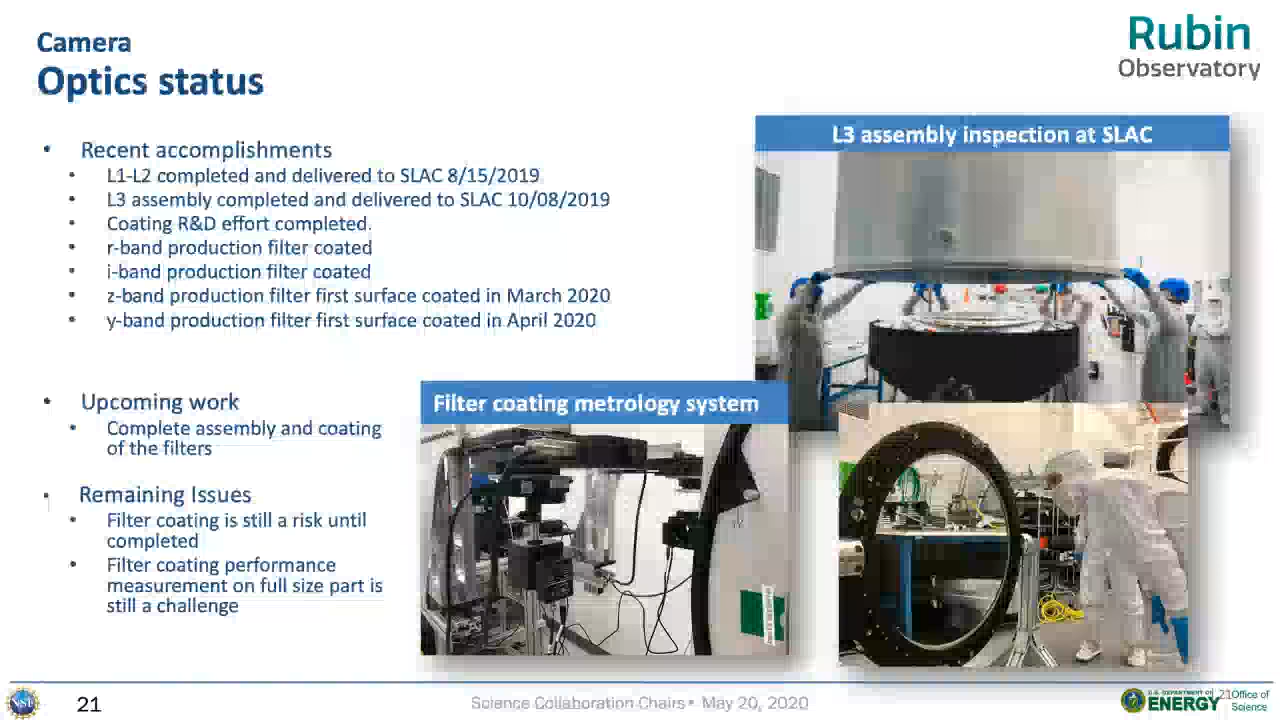 Camera
Optics status
Rubin
Observatory
• Recent accomplishments
• L1-L2 completed and delivered to SLAC 8/15/2019
• L3 assembly completed and delivered to SLAC 10/08/2019
• Coating R&D effort completed.
• r-band production filter coated
• i-band production filter coated
• z-band production filter first surface coated in March 2020
• y-band production filter first surface coated in April 2020
L3 assembly inspection at SLAC
• Upcoming work
• Complete assembly and coating
of the filters
• Remaining Issues
• Filter coating is still a risk until
completed
• Filter coating performance
measurement on full size part is
still a challenge
Filter coating metrology system
NSF
21
Science Collaboration Chairs • May 20, 2020
U.S. DEPARTMENT OF
ENERGY
21
Office of
Science